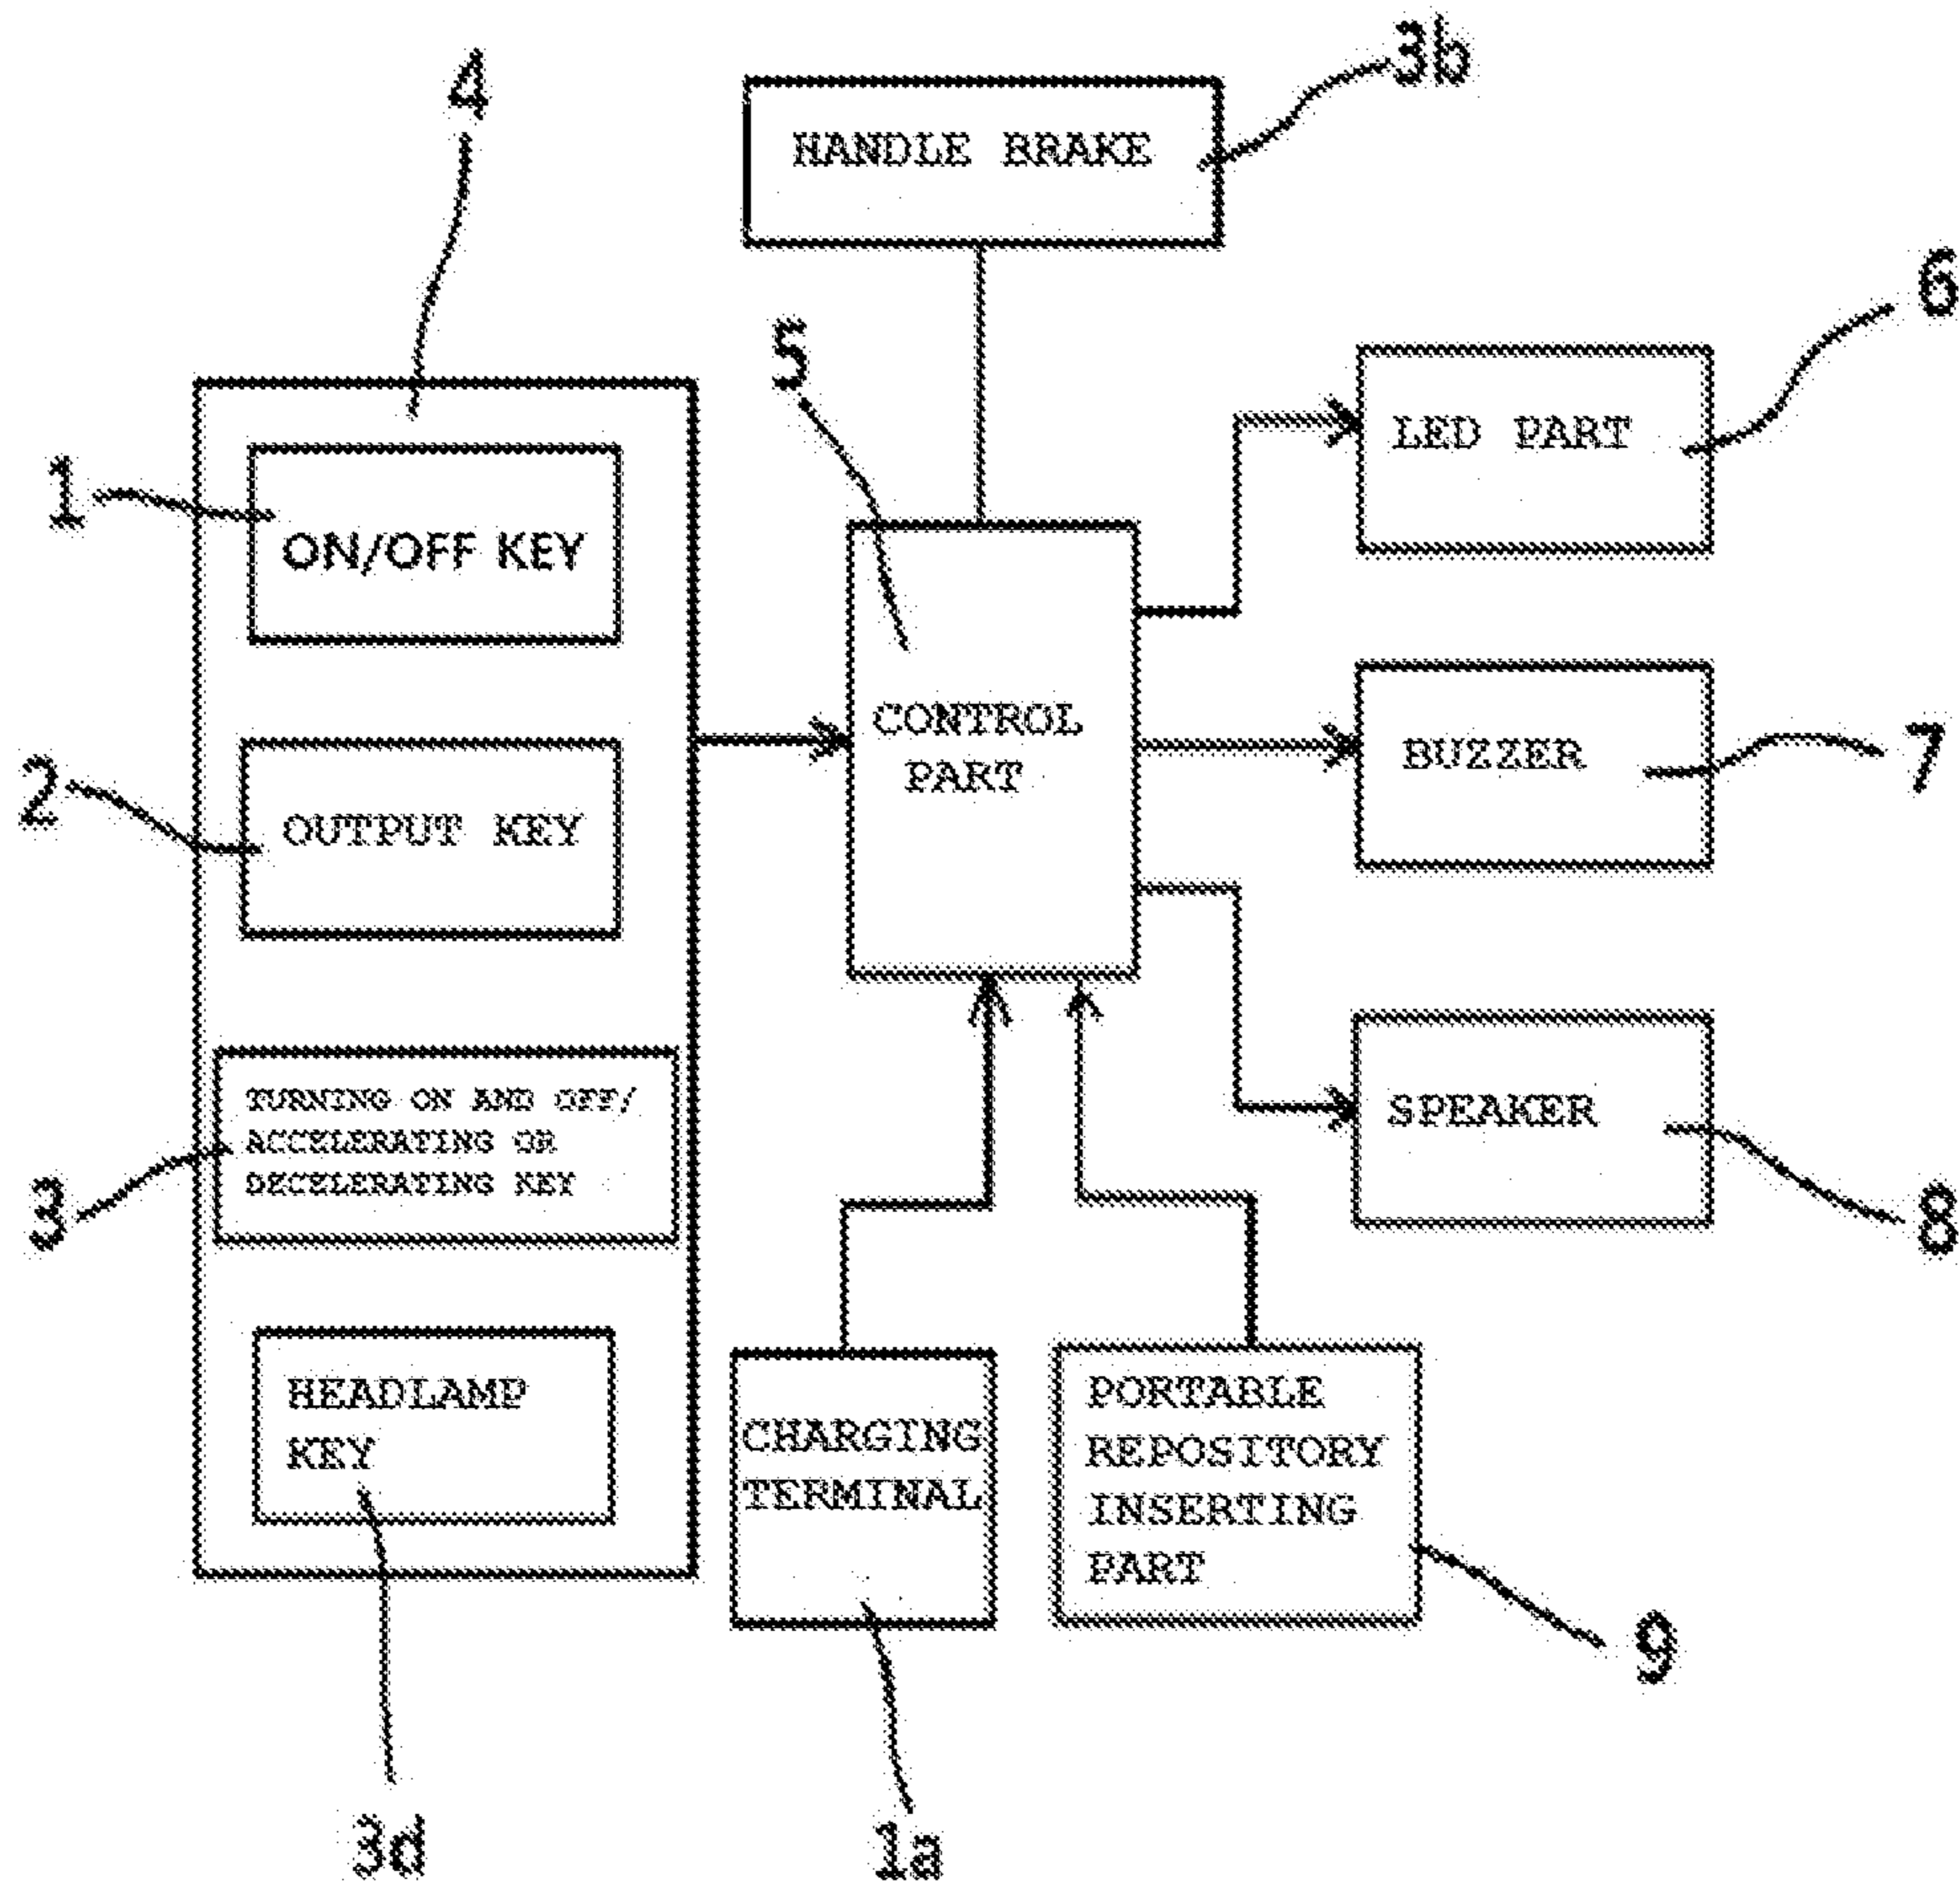 4
3b
HANDLE BRAKE
6
5
LED PART
1
ON/OFF KEY
CONTROL
PART
7
BUZZER
2
OUTPUT KEY
TURNING ON AND OFF/
ACCELERATING OR
DECELERATING KEY
3
SPEAKER
8
HEADLAMP
KEY
CHARGING
TERMINAL
PORTABLE
REPOSITORY
INSERTING
PART
9
3d
1a